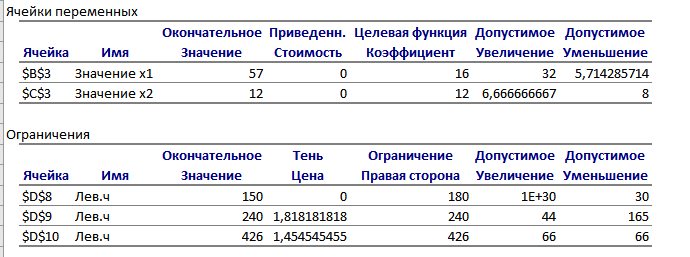 Ячейки переменных
Окончательное Приведенн. Целевая функция Допустимое Допустимое
Ячейка Имя Значение Стоимость Коэффициент Увеличение Уменьшение
$B$3 Значение x1 57 0 16 32 5,714285714
$C$3 Значение x2 12 0 12 6,666666667 8
Ограничения
Окончательное Тень Ограничение Допустимое Допустимое
Ячейка Имя Значение Цена Правая сторона Увеличение Уменьшение
$D$8 Лев.ч 150 0 180 1E+30 30
$D$9 Лев.ч 240 1,818181818 240 44 165
$D$10 Лев.ч 426 1,454545455 426 66 66